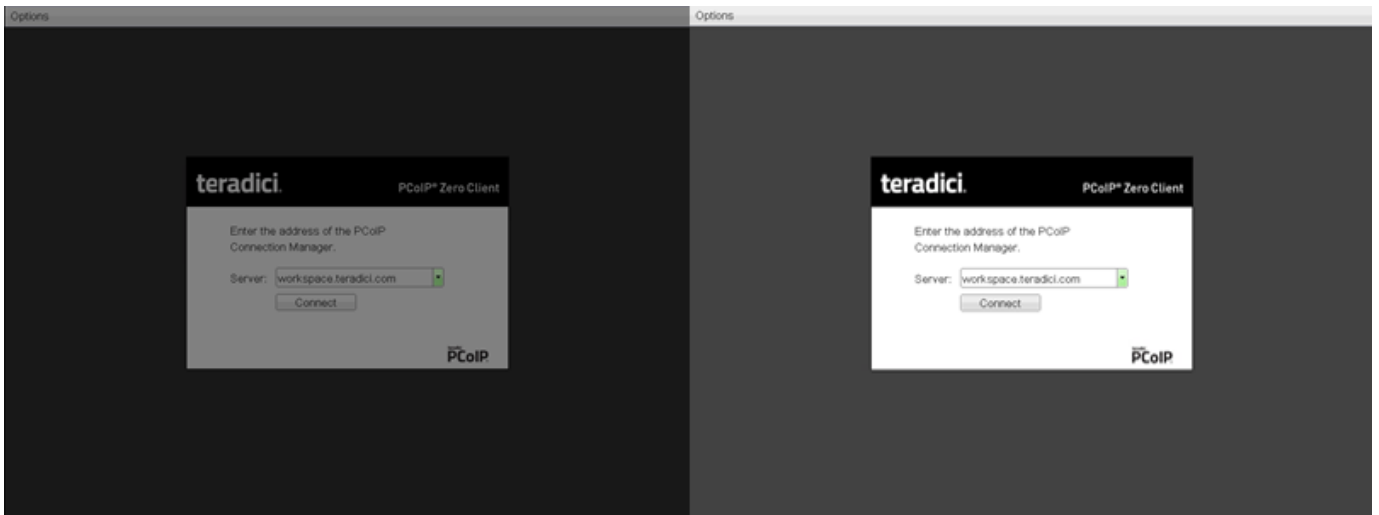 Options
teradici.
PCoIP® Zero Client
Enter the address of the PCoIP
Connection Manager.
Server: workspace.teradici.com
Connect
PCoIP
Options
teradici.
PCoIP® Zero Client
Enter the address of the PCoIP
Connection Manager.
Server: workspace.teradici.com
Connect
PCoIP